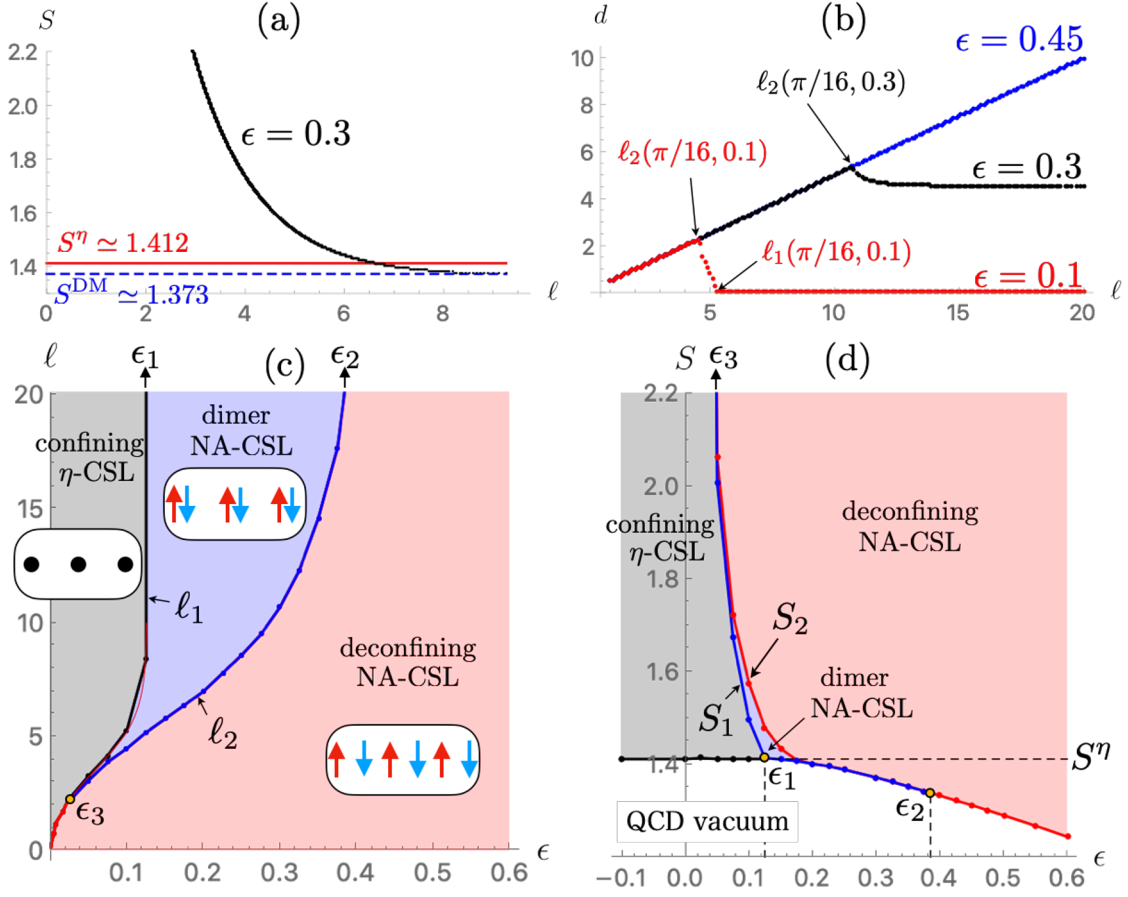 (a)
S
2.2
2.0
1.8
1.6
1.4
ϵ = 0.3
S^η ≃ 1.412
S^DM ≃ 1.373
0
2
4
6
8
ℓ
(b)
d
10
8
6
4
2
ϵ = 0.45
ℓ₂(π/16, 0.3)
ℓ₂(π/16, 0.1)
ϵ = 0.3
ℓ₁(π/16, 0.1)
ϵ = 0.1
5
10
15
20
ℓ
(c)
ℓ
ϵ₁
ϵ₂
20
15
10
5
0
confining
η-CSL
dimer
NA-CSL
ℓ₁
ℓ₂
deconfining
NA-CSL
ϵ₃
0.1
0.2
0.3
0.4
0.5
0.6
ϵ
(d)
S
ϵ₃
2.2
2.0
1.8
1.6
1.4
confining
η-CSL
deconfining
NA-CSL
S₂
S₁
dimer
NA-CSL
S^η
ϵ₁
ϵ₂
QCD vacuum
−0.1
0.0
0.1
0.2
0.3
0.4
0.5
0.6
ϵ